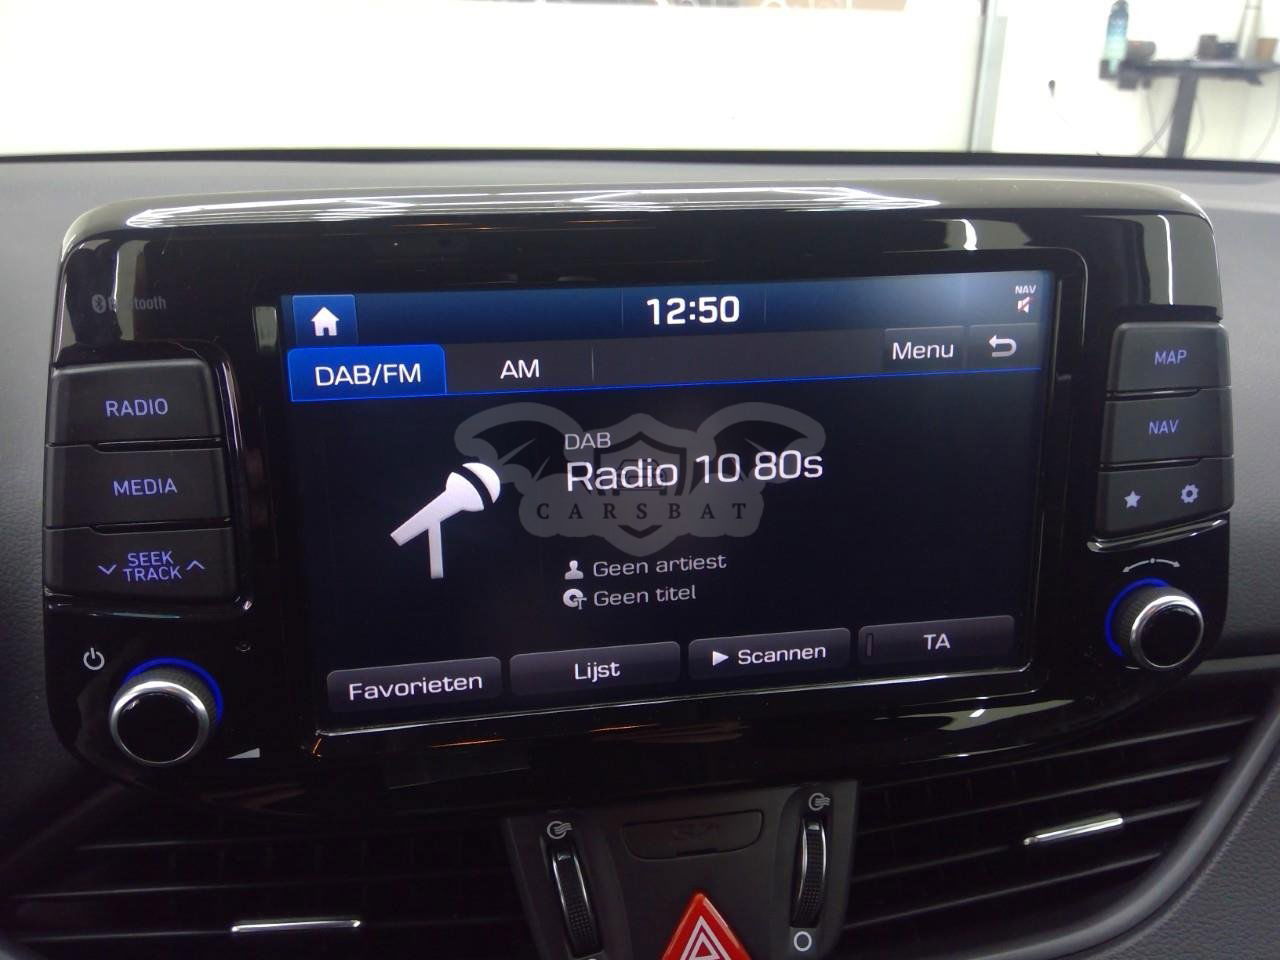 Bluetooth
NAV
12:50
DAB/FM
AM
Menu
MAP
RADIO
NAV
DAB
Radio 10 80s
MEDIA
CARSBAT
SEEK
TRACK
Geen artiest
Geen titel
Favorieten
Lijst
Scannen
TA